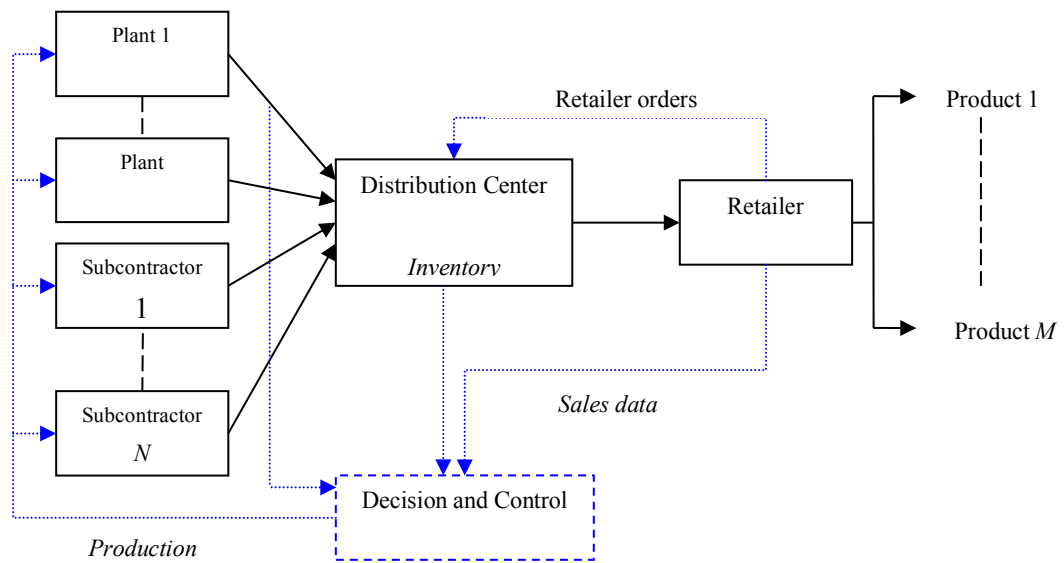 Plant 1
Retailer orders
Product 1
Plant
Distribution Center
Retailer
Subcontractor
1
Inventory
Product M
Subcontractor
N
Sales data
Decision and Control
Production